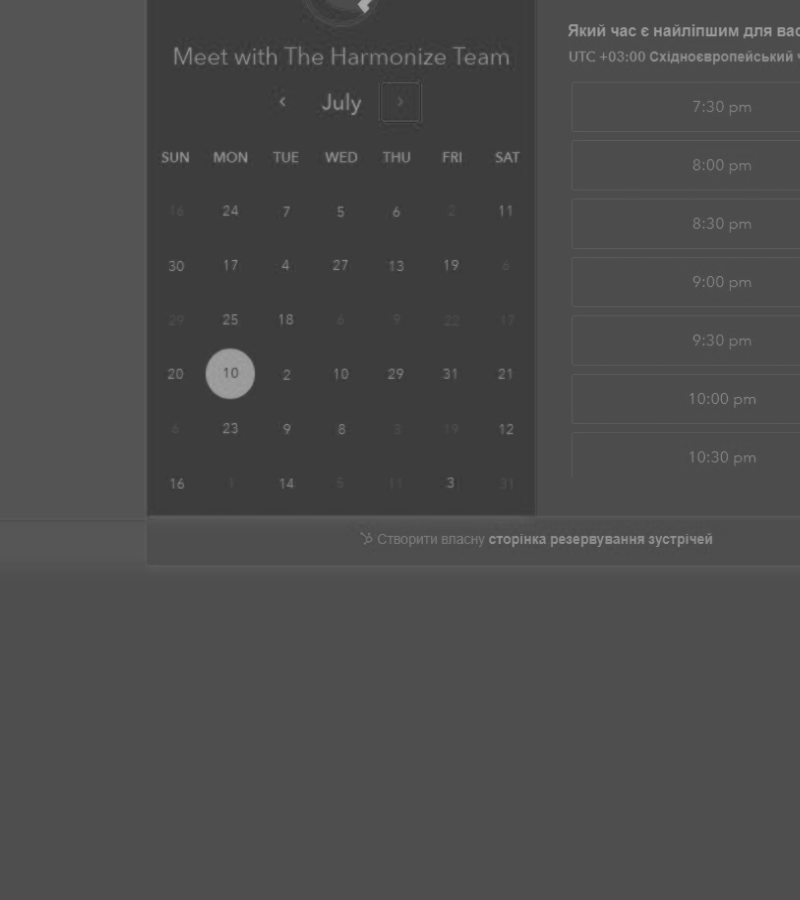 Meet with The Harmonize Team
July
SUN MON TUE WED THU FRI SAT
16 24 7 5 6 2 11
30 17 4 27 13 19 6
29 25 18 6 9 22 17
20 10 2 10 29 31 21
6 23 9 8 3 19 12
16 1 14 5 11 3 31
Який час є найліпшим для вас
UTC +03:00 Східноєвропейський
7:30 pm
8:00 pm
8:30 pm
9:00 pm
9:30 pm
10:00 pm
10:30 pm
Створити власну сторінка резервування зустрічей